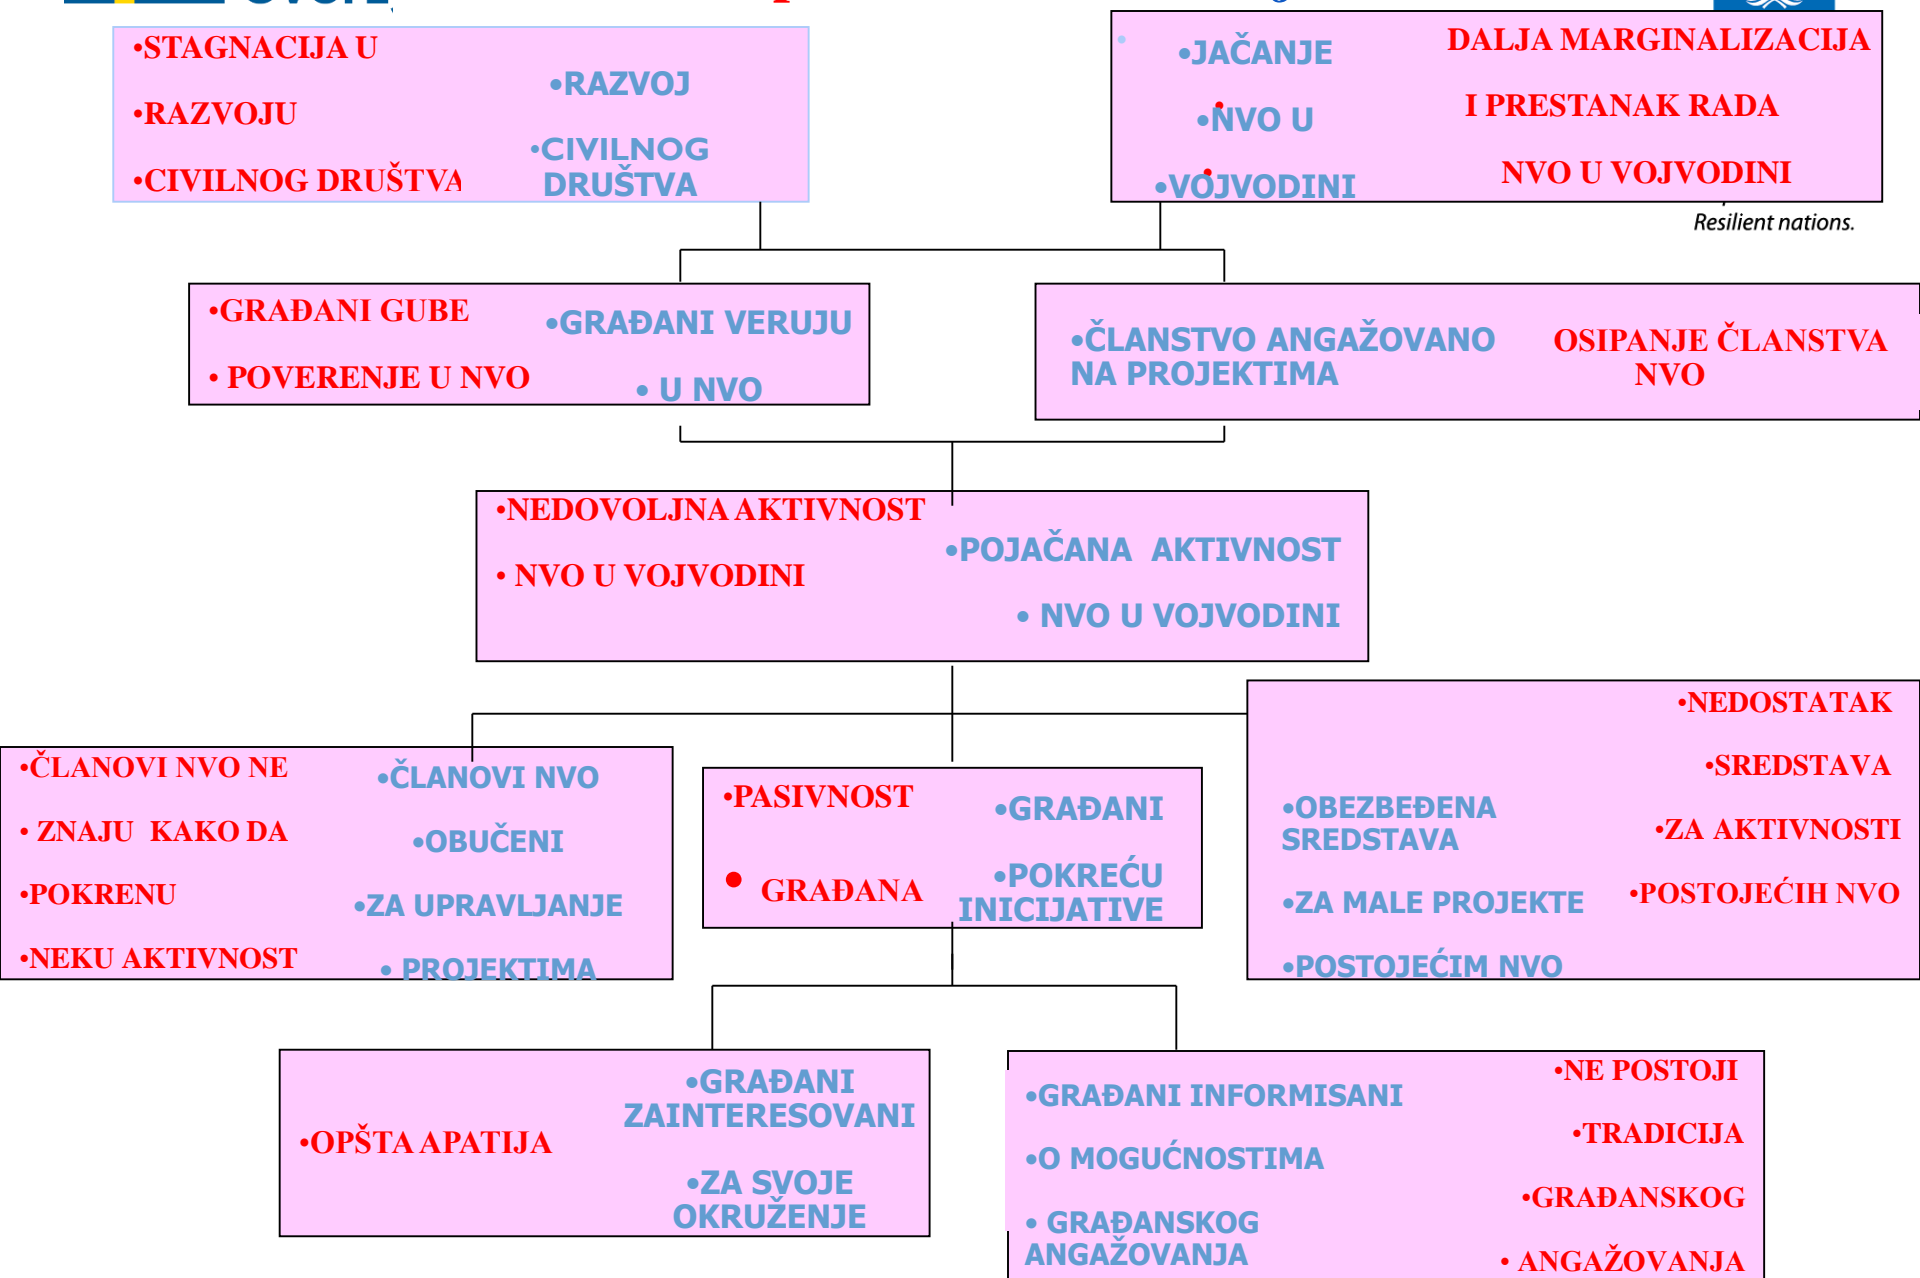 •STAGNACIJA U
•RAZVOJU
•CIVILNOG DRUŠTVA
•RAZVOJ
•CIVILNOG
DRUŠTVA
•JAČANJE
•NVO U
•VOJVODINI
DALJA MARGINALIZACIJA
I PRESTANAK RADA
NVO U VOJVODINI
Resilient nations.
•GRAĐANI GUBE
• POVERENJE U NVO
•GRAĐANI VERUJU
• U NVO
•ČLANSTVO ANGAŽOVANO
NA PROJEKTIMA
OSIPANJE ČLANSTVA
NVO
•NEDOVOLJNA AKTIVNOST
• NVO U VOJVODINI
•POJAČANA AKTIVNOST
• NVO U VOJVODINI
•ČLANOVI NVO NE
• ZNAJU KAKO DA
•POKRENU
•NEKU AKTIVNOST
•ČLANOVI NVO
•OBUČENI
•ZA UPRAVLJANJE
• PROJEKTIMA
•PASIVNOST
• GRAĐANA
•GRAĐANI
•POKREĆU
INICIJATIVE
•OBEZBEĐENA
SREDSTAVA
•ZA MALE PROJEKTE
•POSTOJEĆIM NVO
•NEDOSTATAK
•SREDSTAVA
•ZA AKTIVNOSTI
•POSTOJEĆIH NVO
•OPŠTA APATIJA
•GRAĐANI
ZAINTERESOVANI
•ZA SVOJE
OKRUŽENJE
•GRAĐANI INFORMISANI
•O MOGUĆNOSTIMA
• GRAĐANSKOG
ANGAŽOVANJA
•NE POSTOJI
•TRADICIJA
•GRAĐANSKOG
• ANGAŽOVANJA